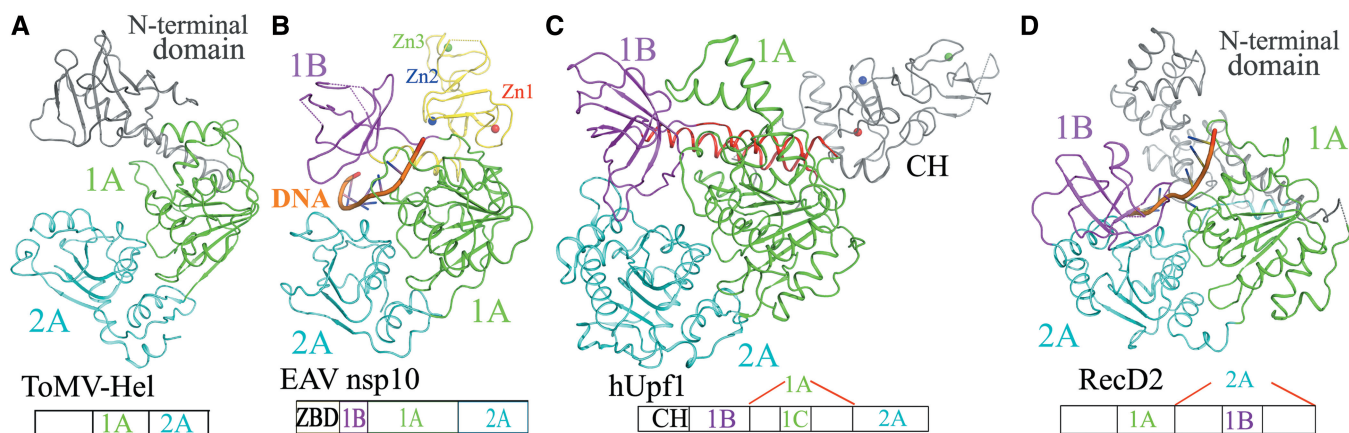 A
N-terminal
domain
1A
2A
ToMV-Hel
1A 2A
B
1B
Zn3
Zn2
Zn1
DNA
1A
2A
EAV nsp10
ZBD 1B 1A 2A
C
1B
1A
CH
2A
hUpf1
1A
CH 1B 1C 2A
D
N-terminal
domain
1B
1A
2A
RecD2
2A
1A 1B